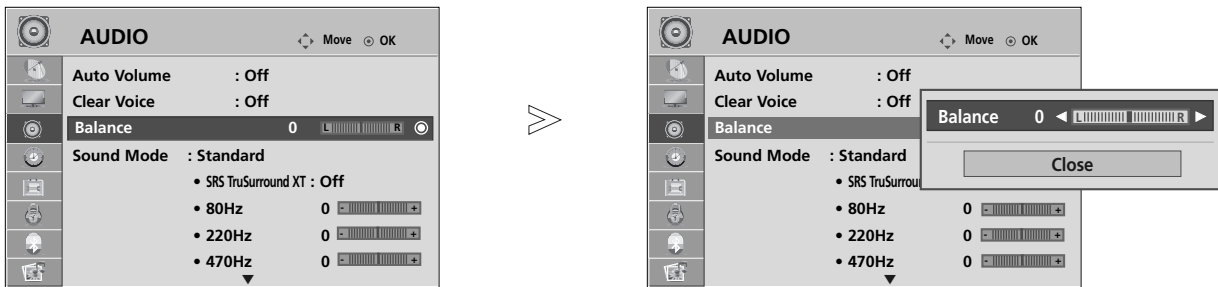 AUDIO Move OK
Auto Volume : Off
Clear Voice : Off
Balance 0 L R
Sound Mode : Standard
• SRS TruSurround XT : Off
• 80Hz 0 - +
• 220Hz 0 - +
• 470Hz 0 - +
AUDIO Move OK
Auto Volume : Off
Clear Voice : Off
Balance
Sound Mode : Standard
• SRS TruSurroun
• 80Hz 0 - +
• 220Hz 0 - +
• 470Hz 0 - +
Balance 0 L R
Close